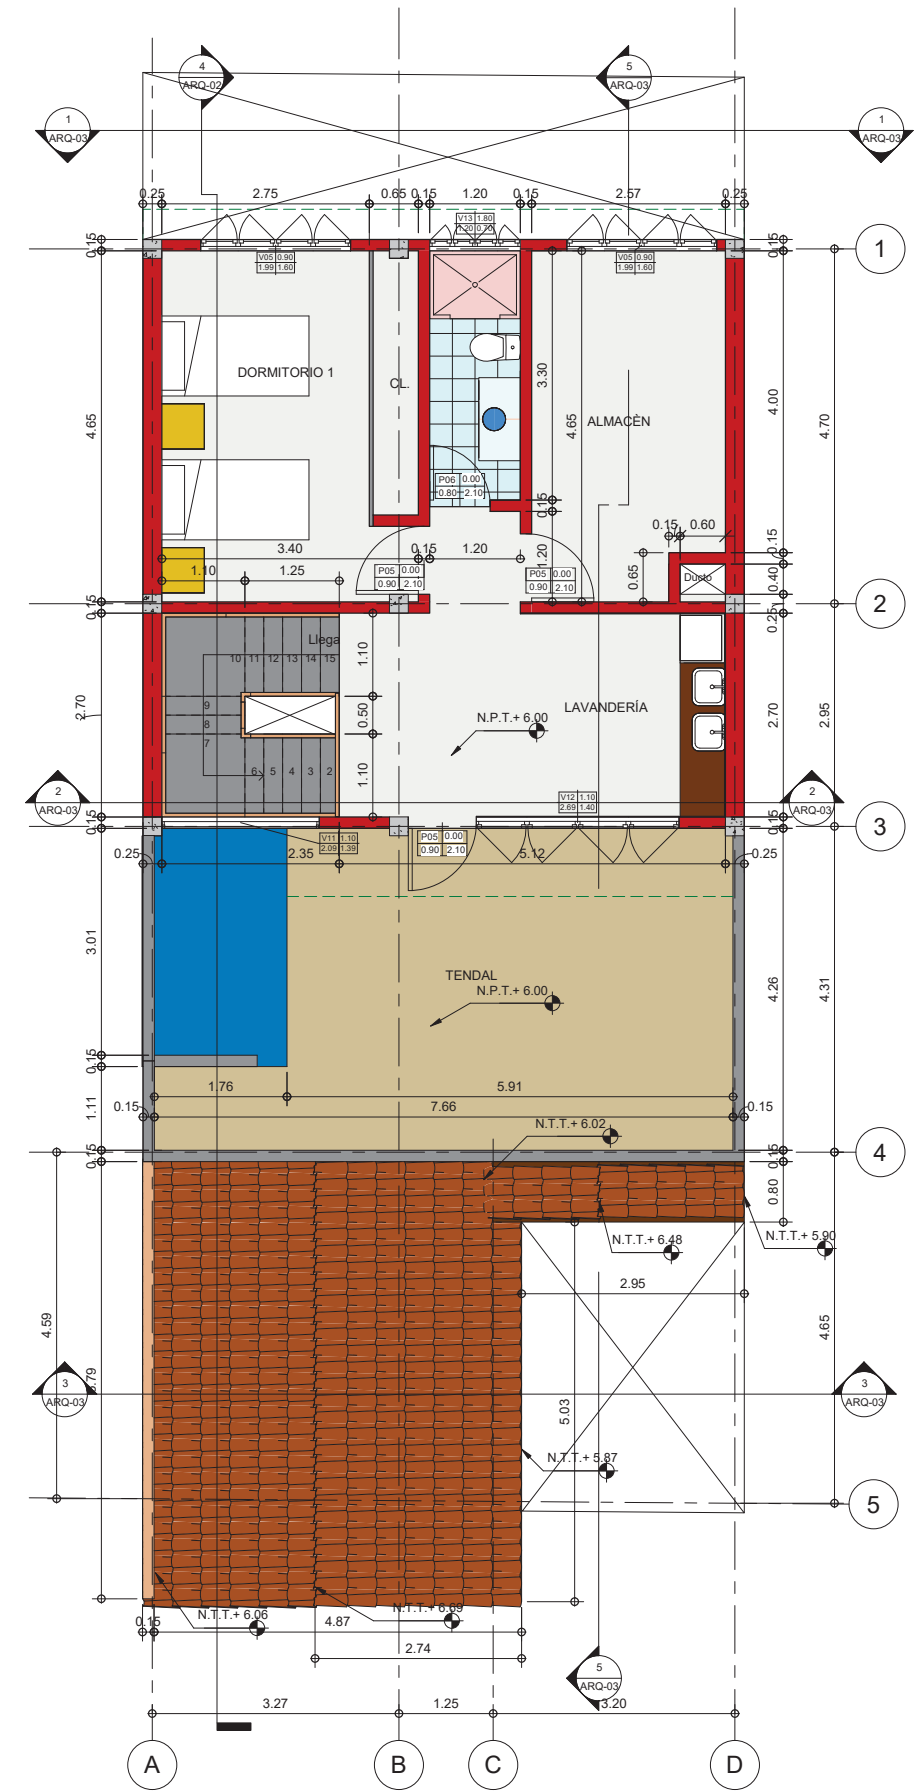 4
ARQ-02
5
ARQ-03
1
ARQ-03
1
ARQ-03
0.25
2.75
0.65
0.15
1.20
0.15
2.57
0.25
V13 1.80
1.20 0.70
0.15
0.15
1
V05 0.90
1.99 1.60
V05 0.90
1.99 1.60
DORMITORIO 1
CL.
3.30
4.65
ALMACÈN
4.65
4.00
4.70
P06 0.00
0.80 2.10
0.15
0.15 0.60
0.15
3.40
0.15
1.20
1.20
1.10
1.25
P05 0.00
0.90 2.10
P05 0.00
0.90 2.10
0.65
Ducto
0.40
0.15
0.25
2
Llega
10 11 12 13 14 15
1.10
2.70
9
8
7
0.50
LAVANDERÍA
N.P.T.+ 6.00
2.70
2.95
6 5 4 3 2
1.10
2
ARQ-03
2
ARQ-03
V12 1.10
2.69 1.40
0.15
0.15
3
V11 1.10
2.09 1.39
P05 0.00
0.90 2.10
0.25
2.35
5.12
0.25
3.01
TENDAL
N.P.T.+ 6.00
4.26
4.31
0.15
1.76
5.91
1.11
0.15
7.66
0.15
N.T.T.+ 6.02
0.15
0.15
4
0.80
N.T.T.+ 6.48
N.T.T.+ 5.90
2.95
4.59
4.65
3
ARQ-03
.79
5.03
3
ARQ-03
N.T.T.+ 5.87
5
N.T.T.+ 6.06
N.T.T.+ 6.69
0.15
4.87
2.74
5
ARQ-03
3.27
1.25
3.20
A
B
C
D